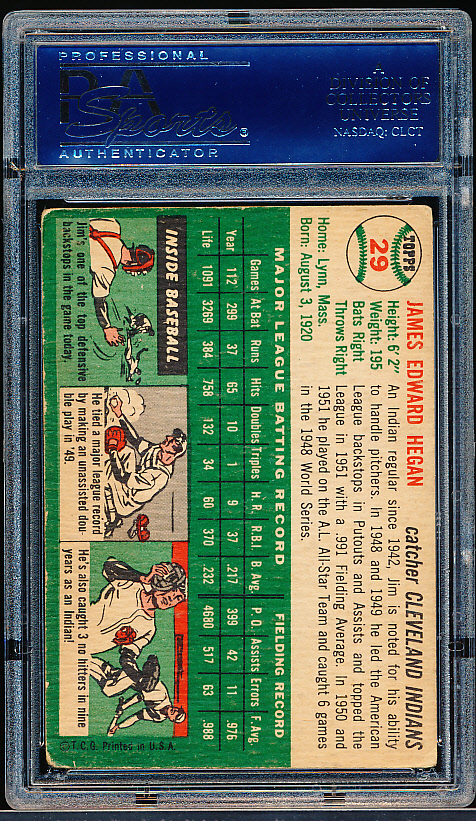 PROFESSIONAL
PSA
Sports®
AUTHENTICATOR
A
DIVISION OF
COLLECTORS
UNIVERSE
NASDAQ: CLCT
TOPPS
29
JAMES EDWARD HEGAN
catcher CLEVELAND INDIANS
Height: 6' 2"
Weight: 195
Bats Right
Throws Right
Home: Lynn, Mass.
Born: August 3, 1920
An Indian regular since 1942, Jim is noted for his ability
to handle pitchers. In 1948 and 1949 he led the American
League backstops in Putouts and Assists and topped the
League in 1951 with a .991 Fielding Average. In 1950 and
1951 he played on the A.L. All-Star Team and caught 6 games
in the 1948 World Series.
MAJOR LEAGUE BATTING RECORD FIELDING RECORD
Games At-Bat Runs Hits Doubles Triples H.R. R.B.I. B.Avg. P.O. Assists Errors F.Avg.
Year 112 299 37 65 10 1 9 37 .217 399 42 11 .976
Life 1091 3269 384 758 132 34 60 370 .232 4680 517 63 .988
INSIDE BASEBALL
Jim's one of the top defensive
backstops in the game today.
He tied a major league record
by making an unassisted dou-
ble play in '49.
He's also caught 3 no hitters in nine
years as an Indian!
©T.C.G. Printed in U.S.A.